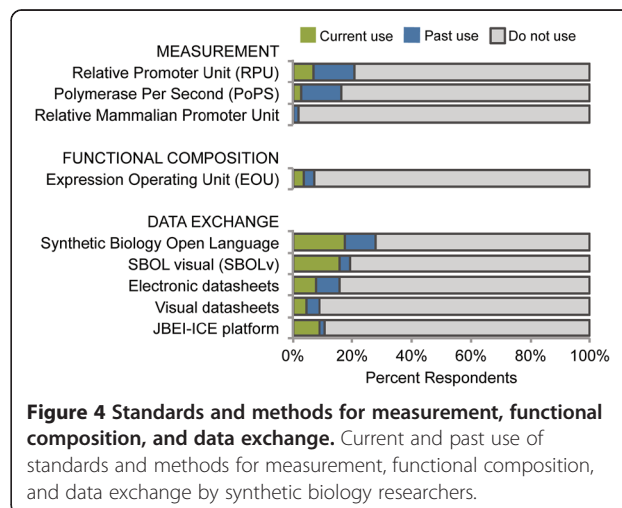 Current use Past use Do not use
MEASUREMENT
Relative Promoter Unit (RPU)
Polymerase Per Second (PoPS)
Relative Mammalian Promoter Unit
FUNCTIONAL COMPOSITION
Expression Operating Unit (EOU)
DATA EXCHANGE
Synthetic Biology Open Language
SBOL visual (SBOLv)
Electronic datasheets
Visual datasheets
JBEI-ICE platform
0% 20% 40% 60% 80% 100%
Percent Respondents
Figure 4 Standards and methods for measurement, functional
composition, and data exchange. Current and past use of
standards and methods for measurement, functional composition,
and data exchange by synthetic biology researchers.